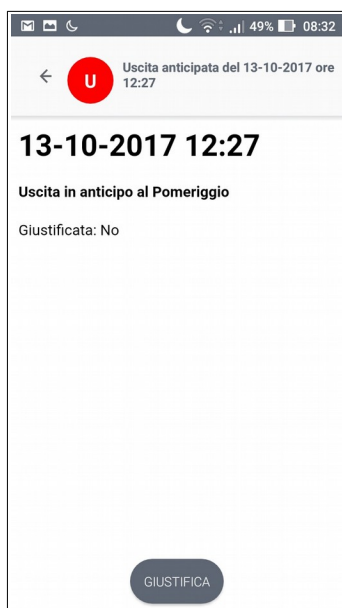 49% 08:32
U
Uscita anticipata del 13-10-2017 ore
12:27
13-10-2017 12:27
Uscita in anticipo al Pomeriggio
Giustificata: No
GIUSTIFICA